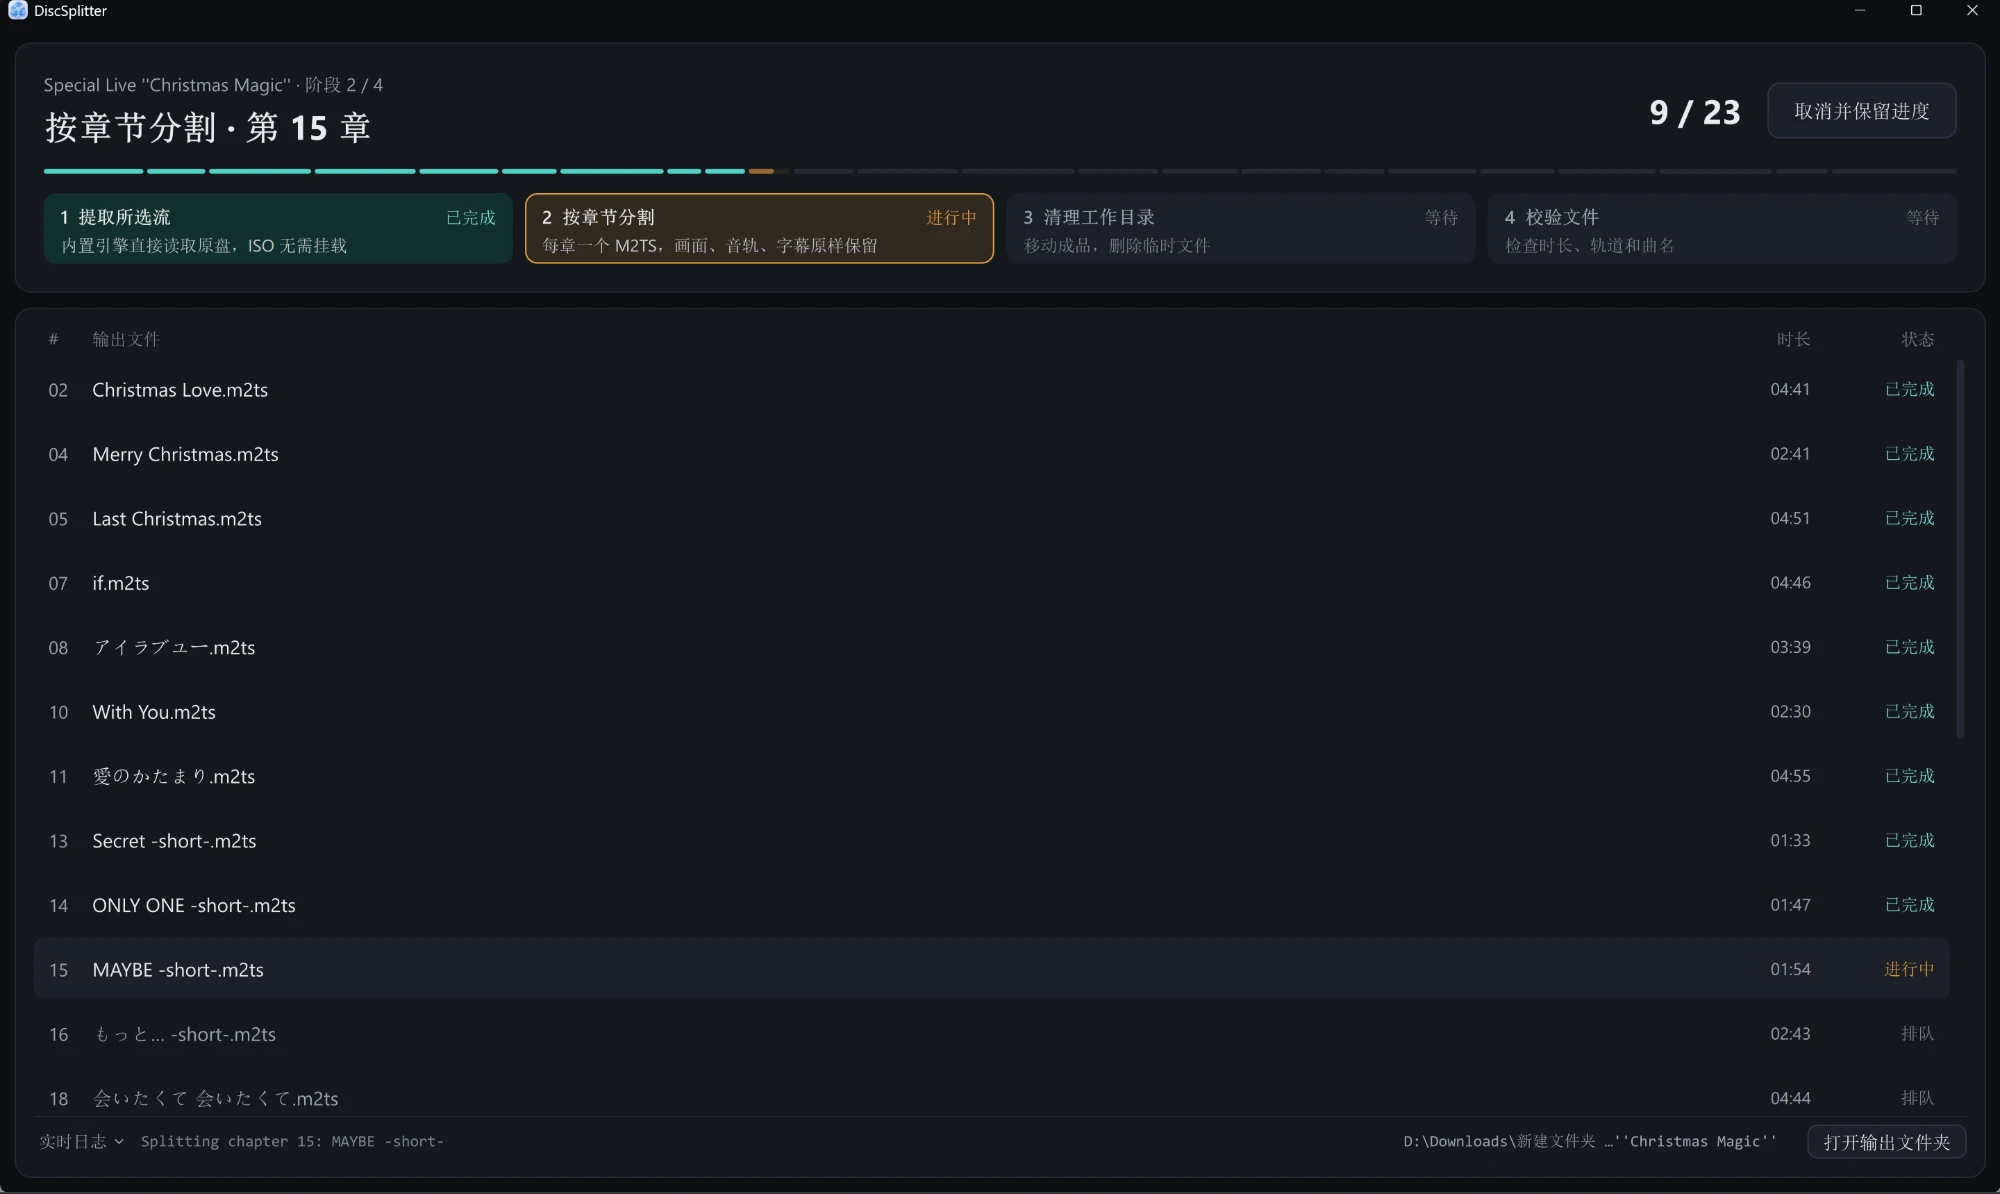 DiscSplitter
Special Live ''Christmas Magic'' · 阶段 2 / 4
按章节分割 · 第 15 章
9 / 23
取消并保留进度
1 提取所选流 已完成
内置引擎直接读取原盘，ISO 无需挂载
2 按章节分割 进行中
每章一个 M2TS，画面、音轨、字幕原样保留
3 清理工作目录 等待
移动成品，删除临时文件
4 校验文件 等待
检查时长、轨道和曲名
# 输出文件 时长 状态
02 Christmas Love.m2ts 04:41 已完成
04 Merry Christmas.m2ts 02:41 已完成
05 Last Christmas.m2ts 04:51 已完成
07 if.m2ts 04:46 已完成
08 アイラブユー.m2ts 03:39 已完成
10 With You.m2ts 02:30 已完成
11 愛のかたまり.m2ts 04:55 已完成
13 Secret -short-.m2ts 01:33 已完成
14 ONLY ONE -short-.m2ts 01:47 已完成
15 MAYBE -short-.m2ts 01:54 进行中
16 もっと... -short-.m2ts 02:43 排队
18 会いたくて 会いたくて.m2ts 04:44 排队
实时日志 Splitting chapter 15: MAYBE -short-
D:\Downloads\新建文件夹 …''Christmas Magic''
打开输出文件夹